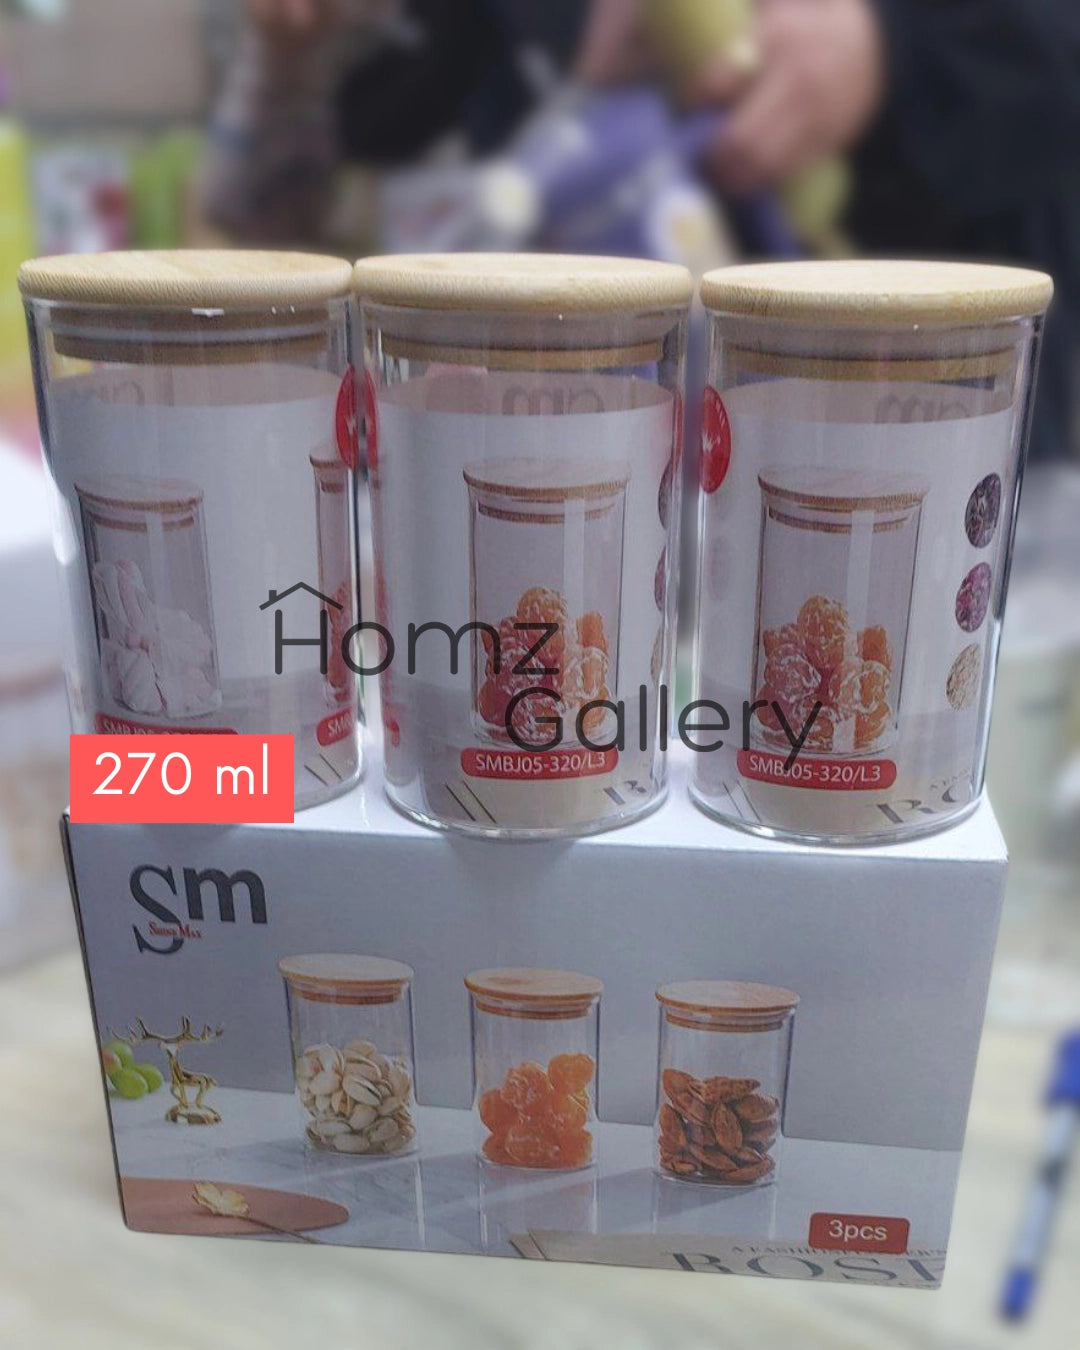 Homz
Gallery
SMBJ05-320/L3
SMBJ05-320/L3
270 ml
Sm
3pcs